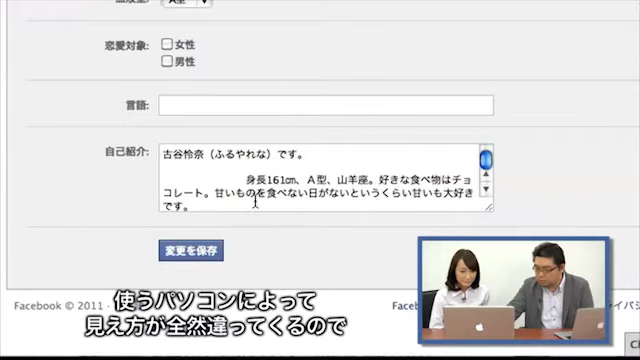 A型
恋愛対象:
女性
男性
言語:
自己紹介:
古谷怜奈（ふるやれな）です。
身長161㎝、A型、山羊座。好きな食べ物はチョ
コレート。甘いものを食べない日がないというくらい甘いも大好き
です。
変更を保存
Facebook © 2011
使うパソコンによって
見え方が全然違ってくるので